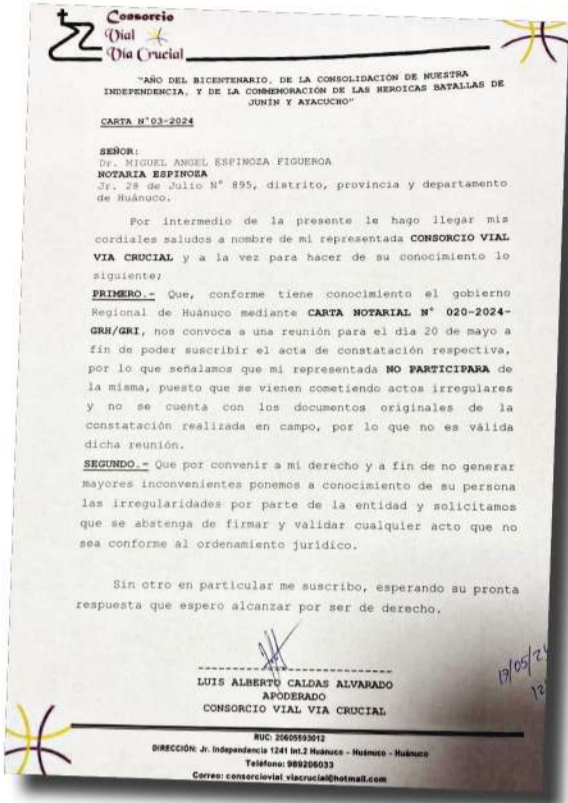 Consorcio
Vial
Vía Crucial
"AÑO DEL BICENTENARIO, DE LA CONSOLIDACIÓN DE NUESTRA
INDEPENDENCIA, Y DE LA CONMEMORACIÓN DE LAS HEROICAS BATALLAS DE
JUNÍN Y AYACUCHO"
CARTA N°03-2024
SEÑOR:
Dr. MIGUEL ANGEL ESPINOZA FIGUEROA
NOTARIA ESPINOZA
Jr. 28 de Julio N° 895, distrito, provincia y departamento
de Huánuco.
Por intermedio de la presente le hago llegar mis
cordiales saludos a nombre de mi representada CONSORCIO VIAL
VIA CRUCIAL y a la vez para hacer de su conocimiento lo
siguiente;
PRIMERO.- Que, conforme tiene conocimiento el gobierno
Regional de Huánuco mediante CARTA NOTARIAL N° 020-2024-
GRH/GRI, nos convoca a una reunión para el día 20 de mayo a
fin de poder suscribir el acta de constatación respectiva,
por lo que señalamos que mi representada NO PARTICIPARA de
la misma, puesto que se vienen cometiendo actos irregulares
y no se cuenta con los documentos originales de la
constatación realizada en campo, por lo que no es válida
dicha reunión.
SEGUNDO.- Que por convenir a mi derecho y a fin de no generar
mayores inconvenientes ponemos a conocimiento de su persona
las irregularidades por parte de la entidad y solicitamos
que se abstenga de firmar y validar cualquier acto que no
sea conforme al ordenamiento jurídico.
Sin otro en particular me suscribo, esperando su pronta
respuesta que espero alcanzar por ser de derecho.
LUIS ALBERTO CALDAS ALVARADO
APODERADO
CONSORCIO VIAL VIA CRUCIAL
RUC: 20605593012
DIRECCIÓN: Jr. Independencia 1241 Int.2 Huánuco - Huánuco - Huánuco
Teléfono: 989206033
Correo: consorciovial_viacrucial@hotmail.com